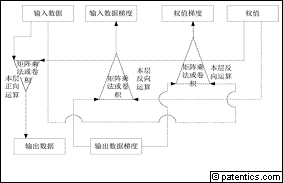 输入数据
输入数据梯度
权值梯度
权值
矩阵乘
法或卷
积
本层
正向
运算
矩阵乘
法或卷
积
本层反
向运算
矩阵乘
法或卷
积
本层反
向运算
输出数据
输出数据梯度
© patentics.com